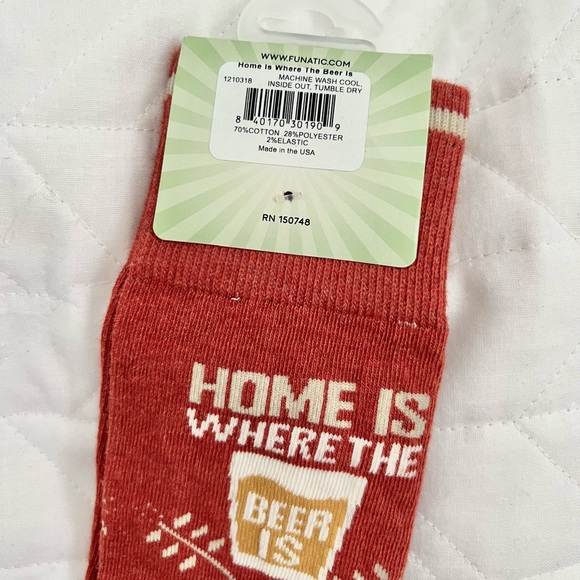 WWW.FUNATIC.COM
Home Is Where The Beer Is
1210318 MACHINE WASH COOL,
INSIDE OUT, TUMBLE DRY
8 40170 30190 9
70%COTTON 28%POLYESTER
2%ELASTIC
Made in the USA
RN 150748
HOME IS
WHERE THE
BEER
IS